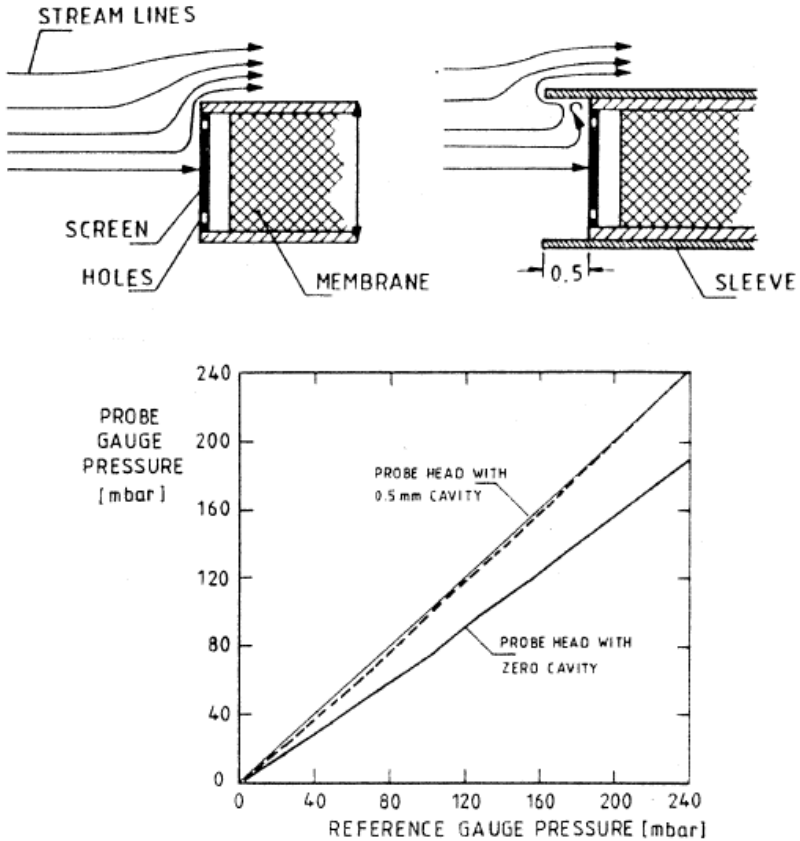 STREAM LINES
SCREEN
HOLES
MEMBRANE
0.5
SLEEVE
PROBE
GAUGE
PRESSURE
[mbar]
240
200
160
120
80
40
0
PROBE HEAD WITH
0.5 mm CAVITY
PROBE HEAD WITH
ZERO CAVITY
0 40 80 120 160 200 240
REFERENCE GAUGE PRESSURE [mbar]